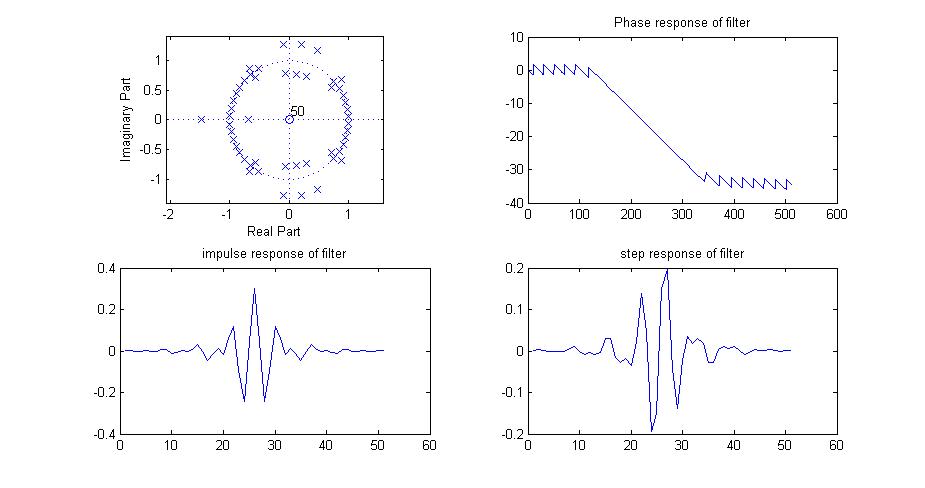 Phase response of filter
10
0
-10
-20
-30
-40
0 100 200 300 400 500 600
1
0.5
0
-0.5
-1
Imaginary Part
50
-2 -1 0 1
Real Part
impulse response of filter
0.4
0.2
0
-0.2
-0.4
0 10 20 30 40 50 60
step response of filter
0.2
0.1
0
-0.1
-0.2
0 10 20 30 40 50 60